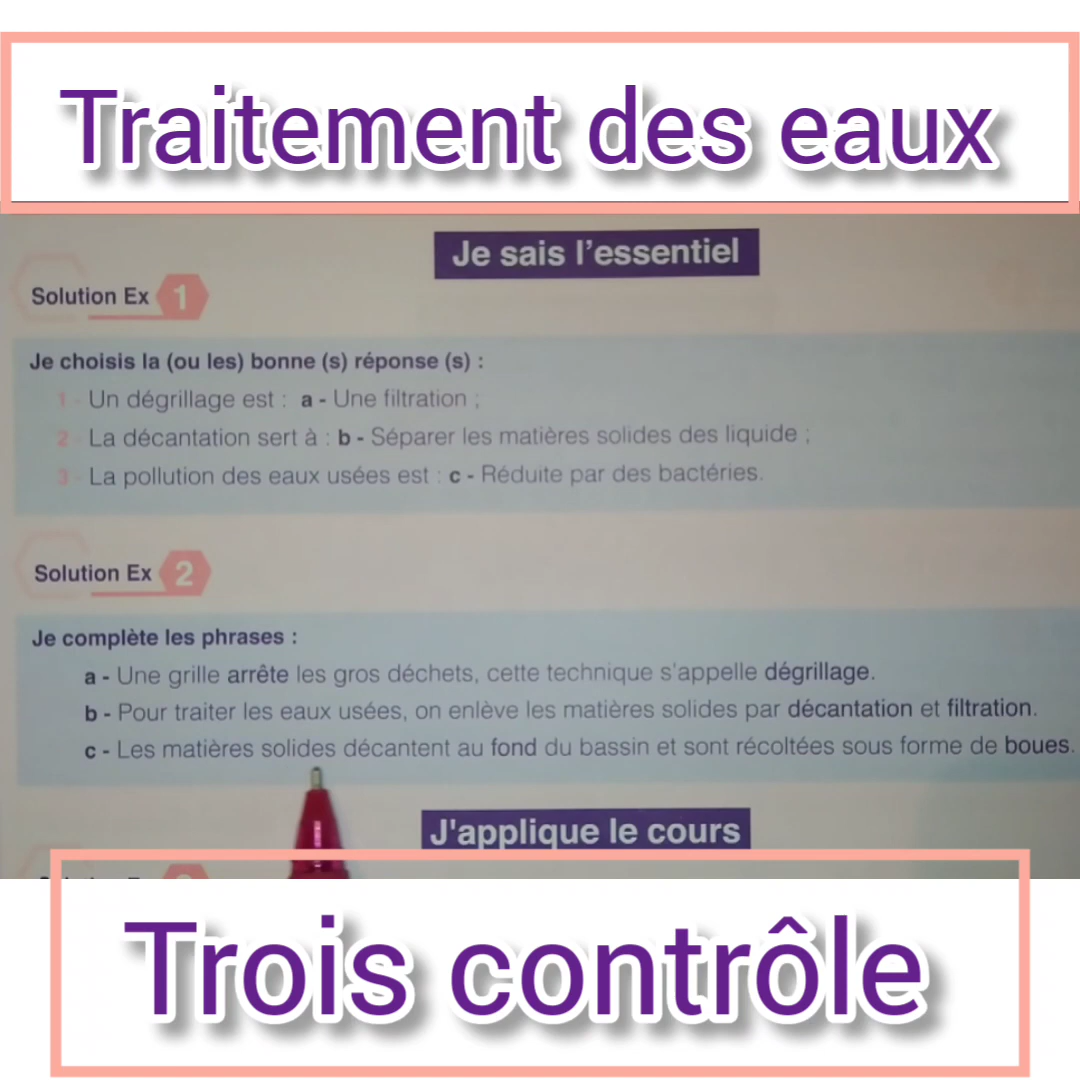 Traitement des eaux
Je sais l'essentiel
Solution Ex 1
Je choisis la (ou les) bonne (s) réponse (s) :
1 - Un dégrillage est : a - Une filtration ;
2 - La décantation sert à : b - Séparer les matières solides des liquide ;
3 - La pollution des eaux usées est : c - Réduite par des bactéries.
Solution Ex 2
Je complète les phrases :
a - Une grille arrête les gros déchets, cette technique s'appelle dégrillage.
b - Pour traiter les eaux usées, on enlève les matières solides par décantation et filtration.
c - Les matières solides décantent au fond du bassin et sont récoltées sous forme de boues.
J'applique le cours
Trois contrôle